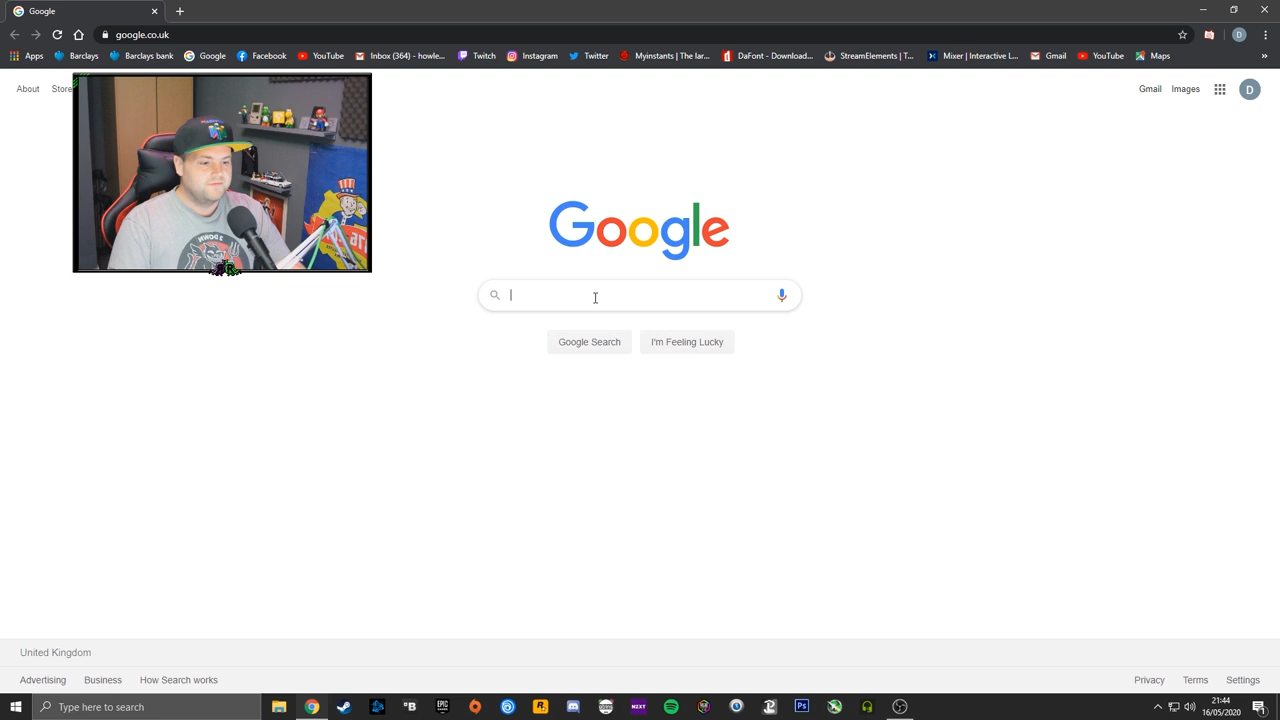 Google
google.co.uk
Apps Barclays Barclays bank Google Facebook YouTube Inbox (364) - howle... Twitch Instagram Twitter Myinstants | The lar... DaFont - Download... StreamElements | T... Mixer | Interactive L... Gmail YouTube Maps »
About Store Gmail Images D
Google
Google Search I'm Feeling Lucky
United Kingdom
Advertising Business How Search works Privacy Terms Settings
Type here to search
21:44
16/05/2020